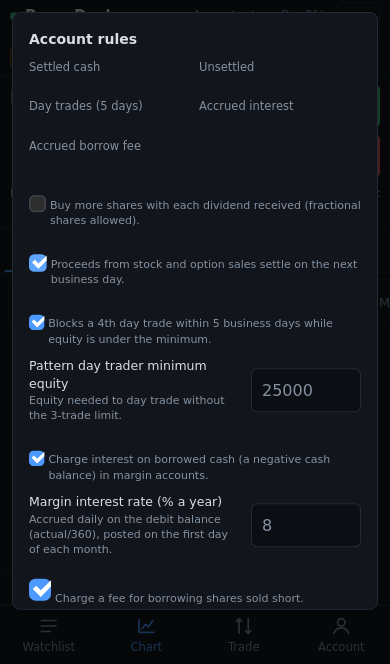 Account rules
Settled cash
Unsettled
Day trades (5 days)
Accrued interest
Accrued borrow fee
Buy more shares with each dividend received (fractional
shares allowed).
Proceeds from stock and option sales settle on the next
business day.
Blocks a 4th day trade within 5 business days while
equity is under the minimum.
Pattern day trader minimum
equity
Equity needed to day trade without
the 3-trade limit.
25000
Charge interest on borrowed cash (a negative cash
balance) in margin accounts.
Margin interest rate (% a year)
Accrued daily on the debit balance
(actual/360), posted on the first day
of each month.
8
Charge a fee for borrowing shares sold short.
Watchlist
Chart
Trade
Account